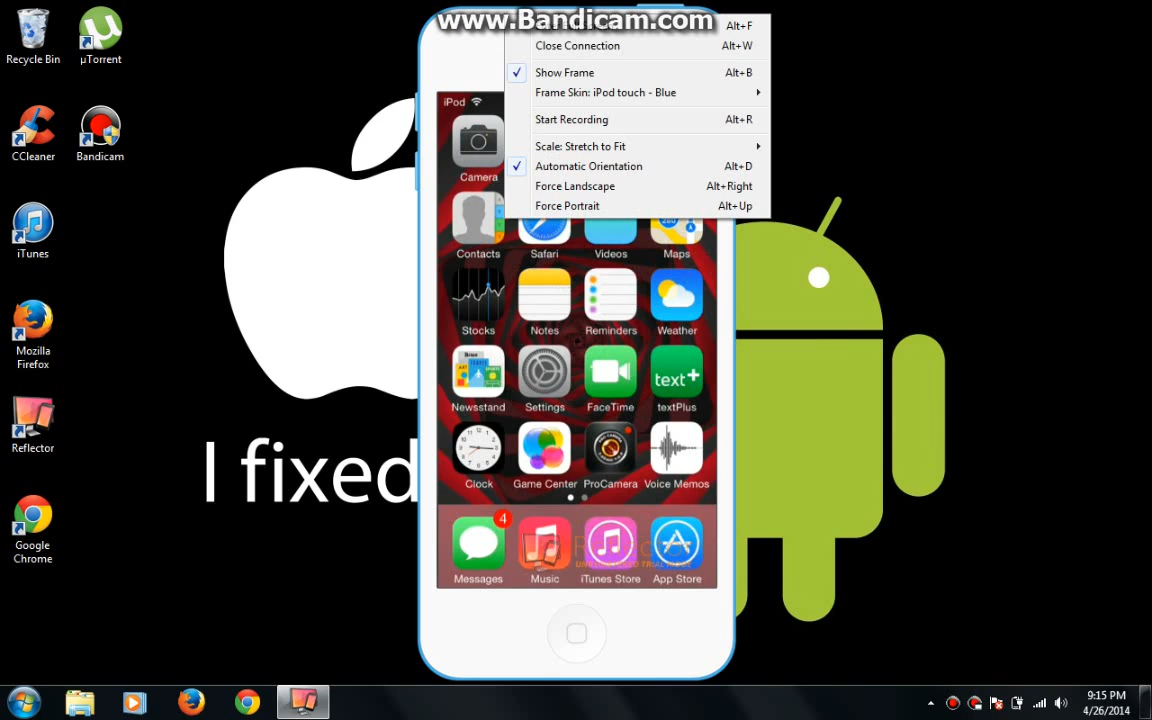 www.Bandicam.com
Recycle Bin
µTorrent
CCleaner
Bandicam
iTunes
Mozilla
Firefox
Reflector
Google
Chrome
I fixed
Alt+F
Close Connection Alt+W
Show Frame Alt+B
Frame Skin: iPod touch - Blue
Start Recording Alt+R
Scale: Stretch to Fit
Automatic Orientation Alt+D
Force Landscape Alt+Right
Force Portrait Alt+Up
iPod
Camera
Contacts Safari Videos Maps
Stocks Notes Reminders Weather
text+
Newsstand Settings FaceTime textPlus
Clock Game Center ProCamera Voice Memos
4
Messages Music iTunes Store App Store
9:15 PM
4/26/2014